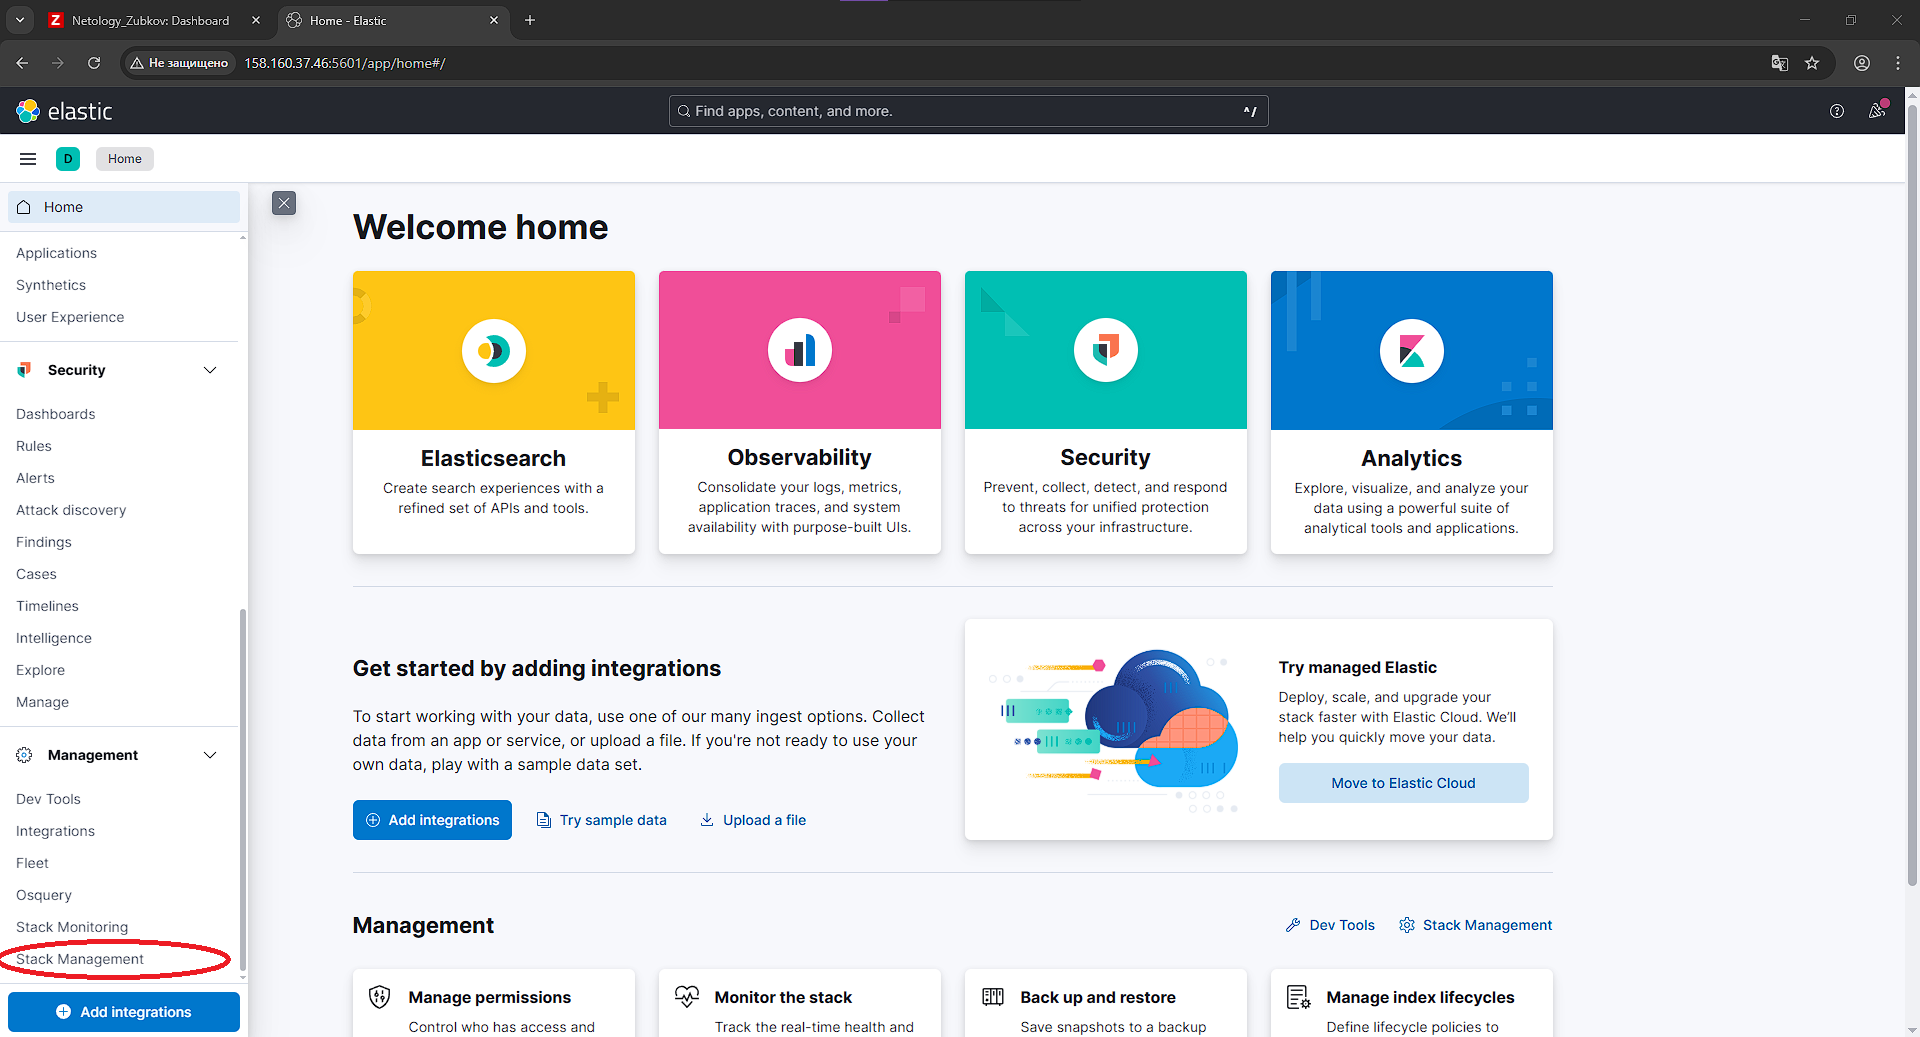 Netology_Zubkov: Dashboard
Home - Elastic
Не защищено
158.160.37.46:5601/app/home#/
elastic
Find apps, content, and more.
^/
D
Home
Home
Applications
Synthetics
User Experience
Security
Dashboards
Rules
Alerts
Attack discovery
Findings
Cases
Timelines
Intelligence
Explore
Manage
Management
Dev Tools
Integrations
Fleet
Osquery
Stack Monitoring
Stack Management
Add integrations
Welcome home
Elasticsearch
Create search experiences with a
refined set of APIs and tools.
Observability
Consolidate your logs, metrics,
application traces, and system
availability with purpose-built UIs.
Security
Prevent, collect, detect, and respond
to threats for unified protection
across your infrastructure.
Analytics
Explore, visualize, and analyze your
data using a powerful suite of
analytical tools and applications.
Get started by adding integrations
To start working with your data, use one of our many ingest options. Collect
data from an app or service, or upload a file. If you're not ready to use your
own data, play with a sample data set.
Add integrations
Try sample data
Upload a file
Try managed Elastic
Deploy, scale, and upgrade your
stack faster with Elastic Cloud. We’ll
help you quickly move your data.
Move to Elastic Cloud
Management
Dev Tools
Stack Management
Manage permissions
Control who has access and
Monitor the stack
Track the real-time health and
Back up and restore
Save snapshots to a backup
Manage index lifecycles
Define lifecycle policies to